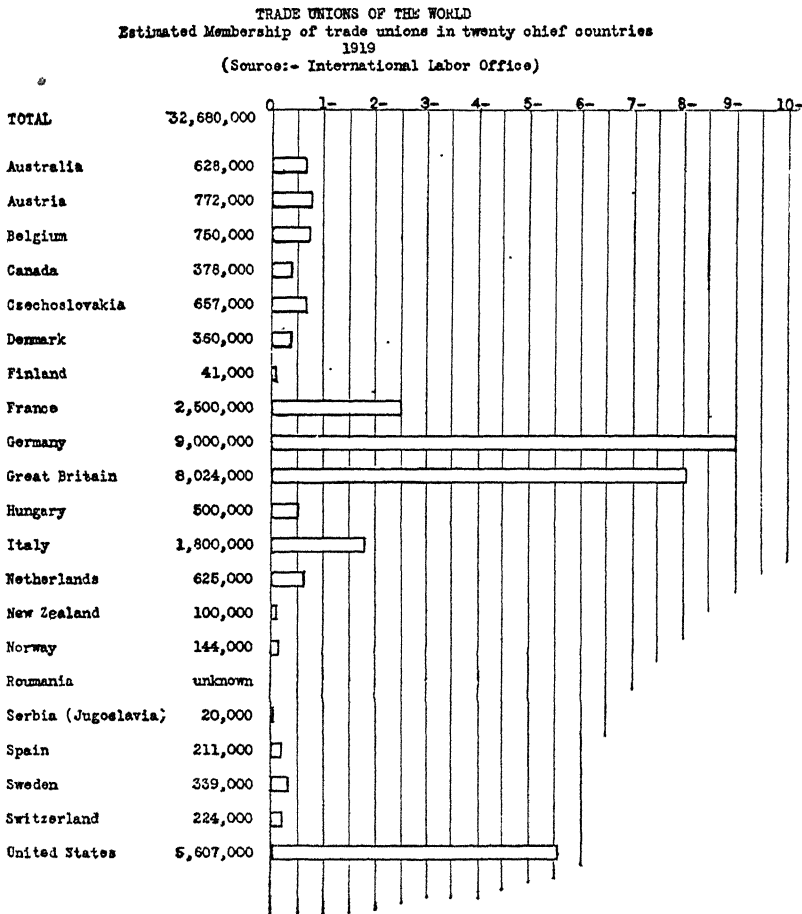 TRADE UNIONS OF THE WORLD
Estimated Membership of trade unions in twenty chief countries
1919
(Source:- International Labor Office)
0 1- 2- 3- 4- 5- 6- 7- 8- 9- 10-
TOTAL 32,680,000
Australia 628,000
Austria 772,000
Belgium 750,000
Canada 378,000
Czechoslovakia 657,000
Denmark 360,000
Finland 41,000
France 2,500,000
Germany 9,000,000
Great Britain 8,024,000
Hungary 500,000
Italy 1,800,000
Netherlands 625,000
New Zealand 100,000
Norway 144,000
Roumania unknown
Serbia (Jugoslavia) 20,000
Spain 211,000
Sweden 339,000
Switzerland 224,000
United States 5,607,000